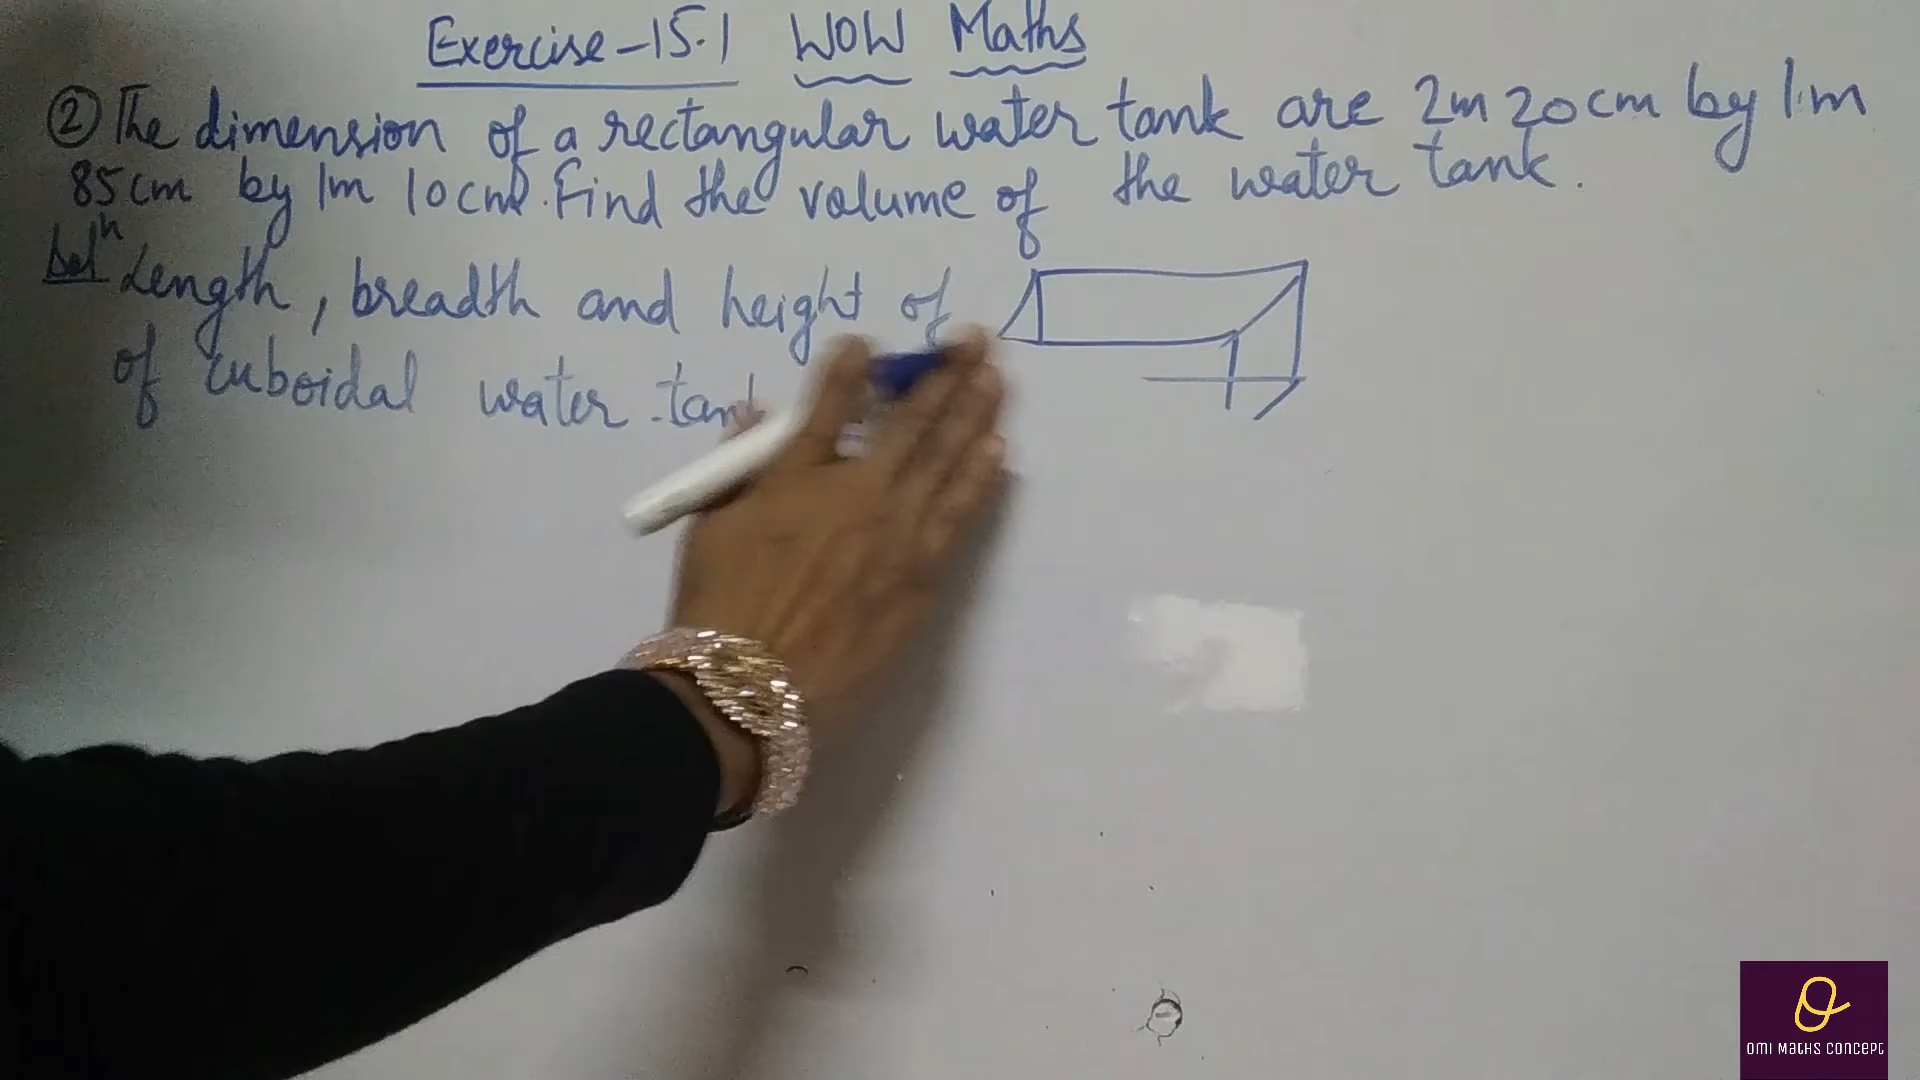 Exercise-15.1 WOW Maths
② The dimension of a rectangular water tank are 2m 20cm by 1m
85cm by 1m 10cm. Find the volume of the water tank.
Solⁿ Length, breadth and height of
of cuboidal water tank
OMI MATHS CONCEPT